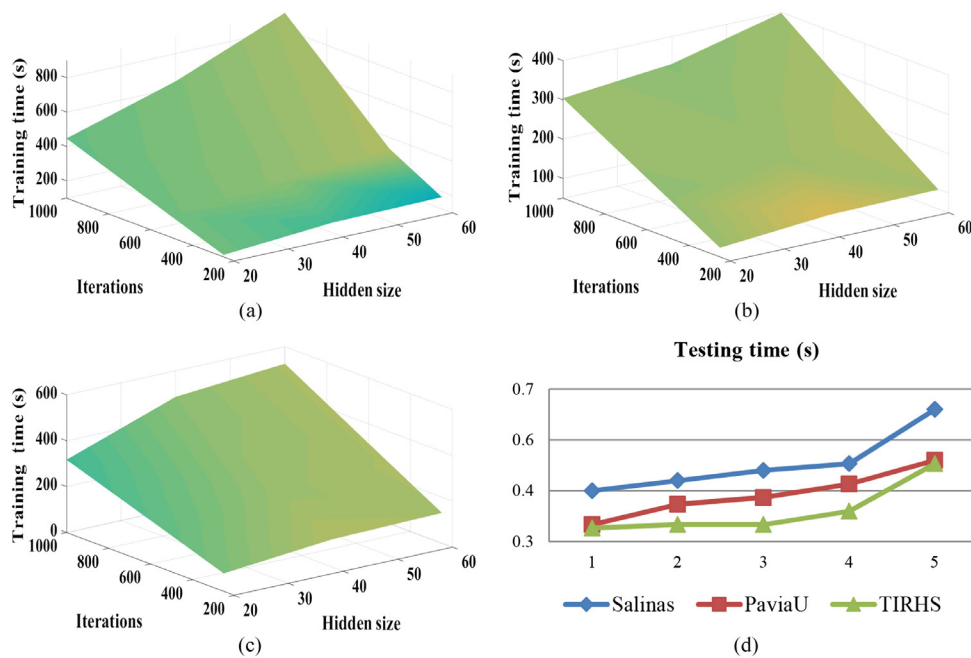 Training time (s)
800
600
400
200
1000
800
600
400
200
Iterations
20
30
40
50
60
Hidden size
(a)
Training time (s)
400
300
200
100
1000
800
600
400
200
Iterations
20
30
40
50
60
Hidden size
(b)
Training time (s)
600
400
200
0
1000
800
600
400
200
Iterations
20
30
40
50
60
Hidden size
(c)
Testing time (s)
0.7
0.6
0.4
0.3
1 2 3 4 5
Salinas PaviaU TIRHS
(d)